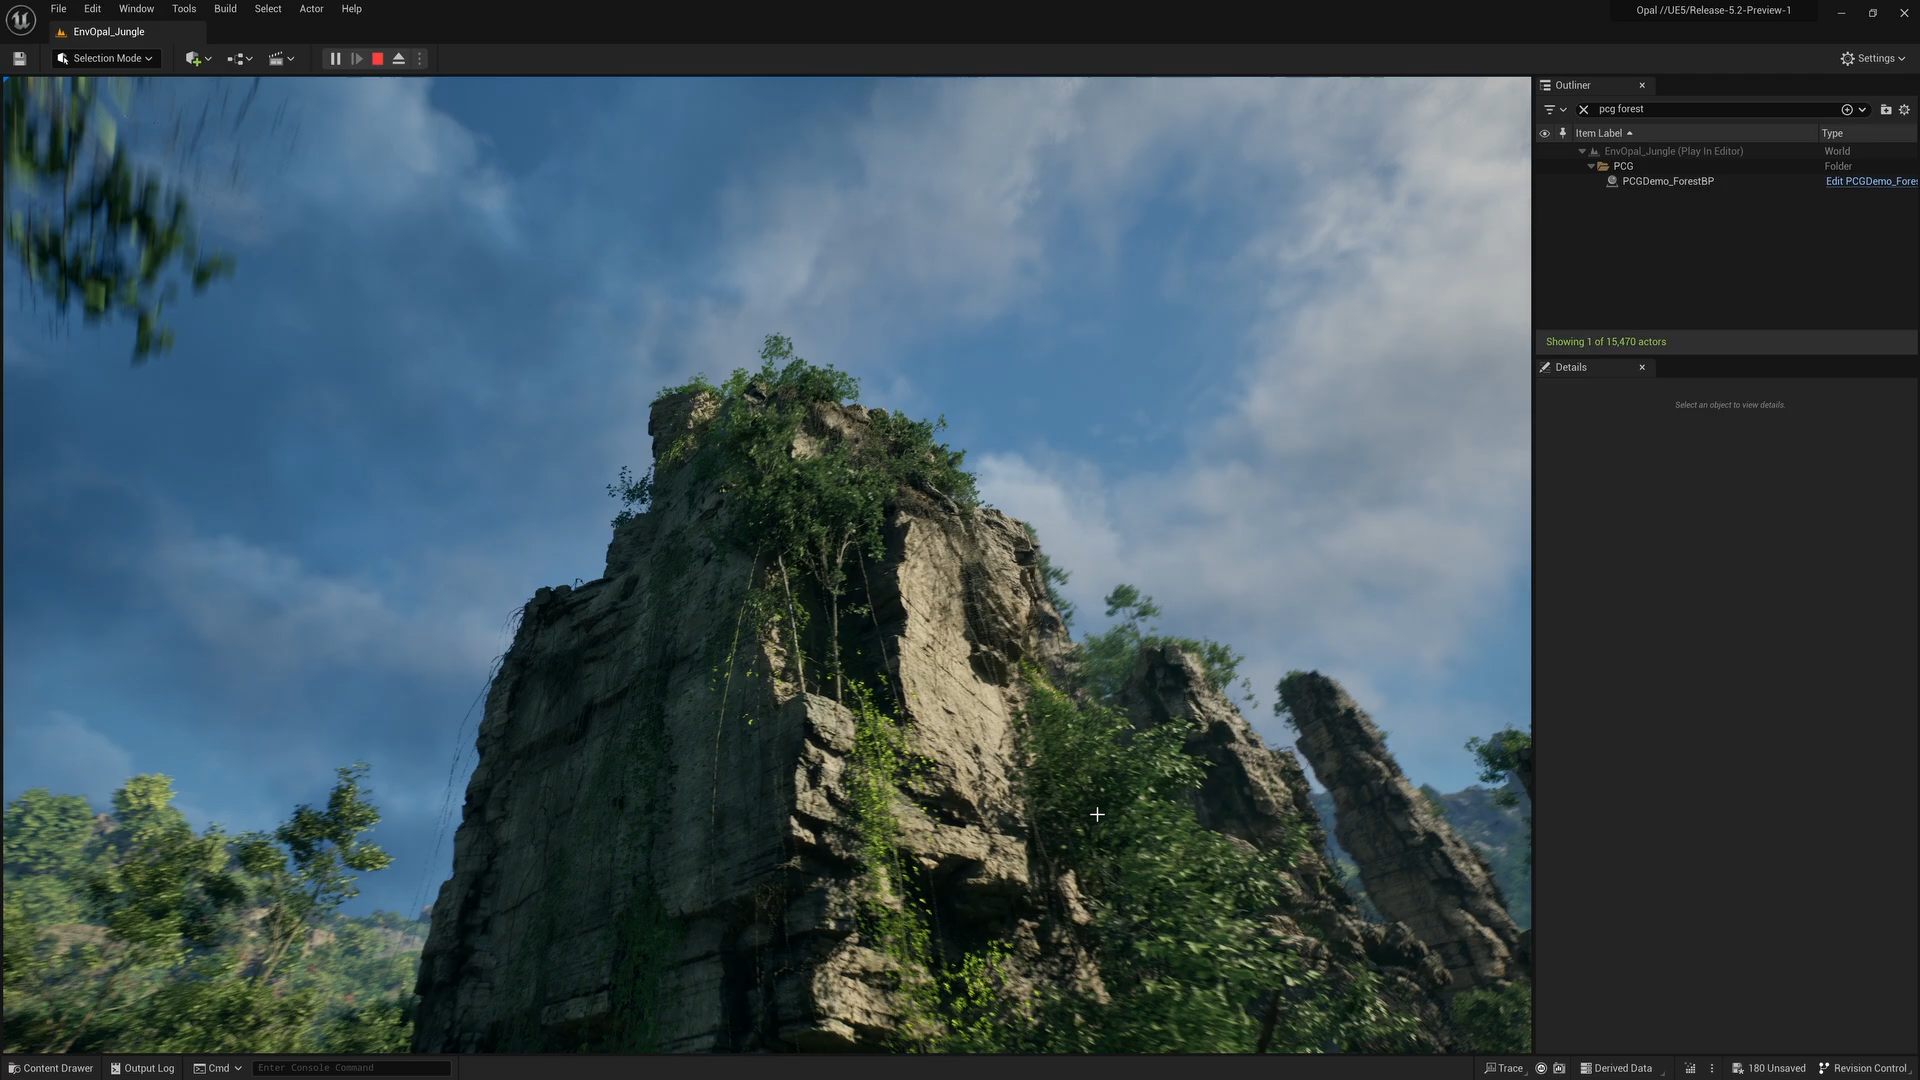 File Edit Window Tools Build Select Actor Help
Opal //UE5/Release-5.2-Preview-1
EnvOpal_Jungle
Selection Mode
Settings
Outliner
pcg forest
Item Label Type
EnvOpal_Jungle (Play In Editor) World
PCG Folder
PCGDemo_ForestBP Edit PCGDemo_Fores
Showing 1 of 15,470 actors
Details
Select an object to view details.
Content Drawer Output Log Cmd Enter Console Command Trace Derived Data 180 Unsaved Revision Control